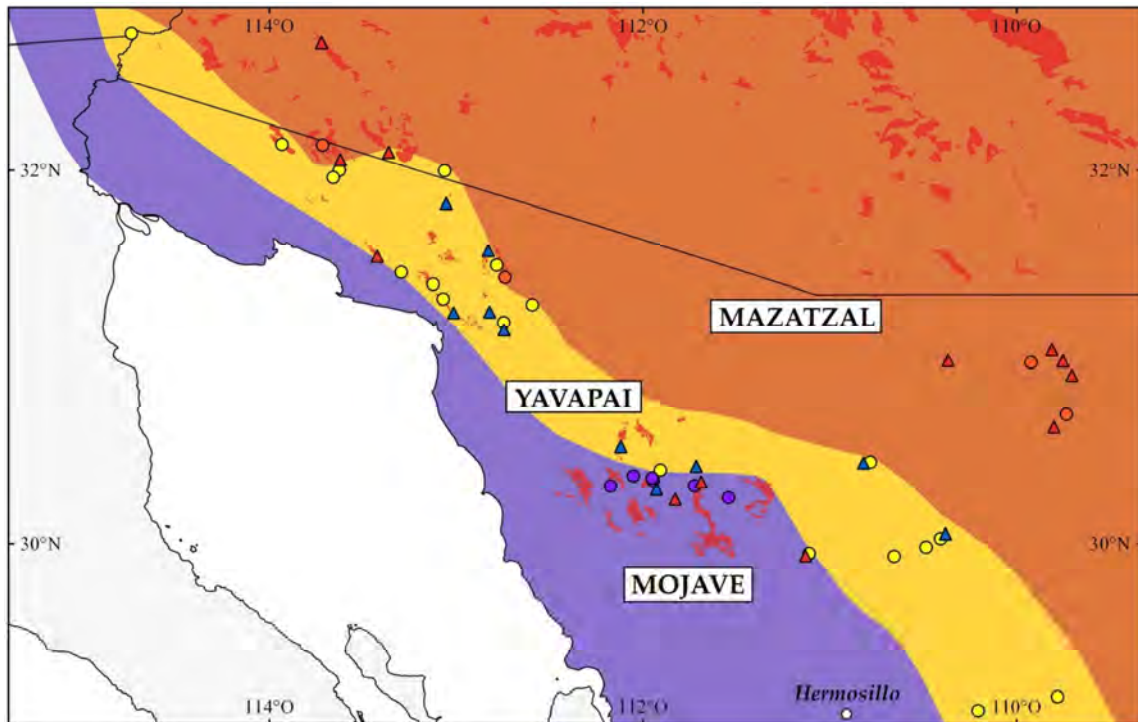 114°O
112°O
110°O
32°N
32°N
MAZATZAL
YAVAPAI
30°N
30°N
MOJAVE
Hermosillo
114°O
112°O
110°O